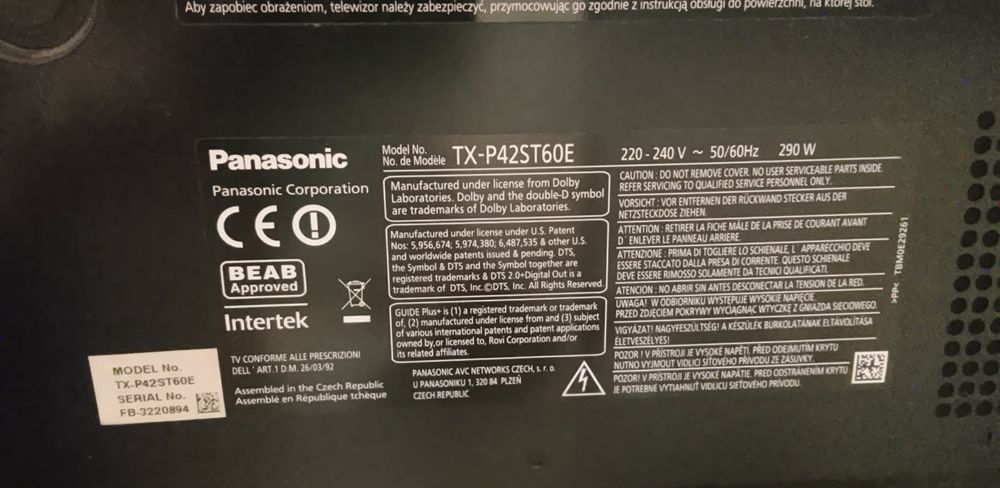 Aby zapobiec obrażeniom, telewizor należy zabezpieczyć, przymocowując go zgodnie z instrukcją obsługi do powierzchni, na której stoi.
Panasonic
Panasonic Corporation
CE
BEAB
Approved
Intertek
MODEL No.
TX-P42ST60E
SERIAL No.
FB-3220894
TV CONFORME ALLE PRESCRIZIONI
DELL' ART.1 D.M. 26/03/92
Assembled in the Czech Republic
Assemblé en République tchèque
Model No.
No. de Modèle TX-P42ST60E
220 - 240 V ~ 50/60Hz 290 W
Manufactured under license from Dolby
Laboratories. Dolby and the double-D symbol
are trademarks of Dolby Laboratories.
Manufactured under license under U.S. Patent
Nos: 5,956,674; 5,974,380; 6,487,535 & other U.S.
and worldwide patents issued & pending. DTS,
the Symbol & DTS and the Symbol together are
registered trademarks & DTS 2.0+Digital Out is a
trademark of DTS, Inc.©DTS, Inc. All Rights Reserved.
GUIDE Plus+ is (1) a registered trademark or trademark
of, (2) manufactured under license from and (3) subject
of various international patents and patent applications
owned by,or licensed to, Rovi Corporation and/or
its related affiliates.
PANASONIC AVC NETWORKS CZECH, s. r. o.
U PANASONIKU 1, 320 84 PLZEŇ
CZECH REPUBLIC
CAUTION : DO NOT REMOVE COVER. NO USER SERVICEABLE PARTS INSIDE.
REFER SERVICING TO QUALIFIED SERVICE PERSONNEL ONLY.
VORSICHT : VOR ENTFERNEN DER RÜCKWAND STECKER AUS DER
NETZSTECKDOSE ZIEHEN.
ATTENTION : RETIRER LA FICHE MÂLE DE LA PRISE DE COURANT AVANT
D' ENLEVER LE PANNEAU ARRIÈRE.
ATTENZIONE : PRIMA DI TOGLIERE LO SCHIENALE, L' APPARECCHIO DEVE
ESSERE STACCATO DALLA PRESA DI CORRENTE. QUESTO SCHIENALE
DEVE ESSERE RIMOSSO SOLAMENTE DA TECNICI QUALIFICATI.
ATENCION : NO ABRIR SIN ANTES DESCONECTAR LA TENSION DE LA RED.
UWAGA! W ODBIORNIKU WYSTĘPUJE WYSOKIE NAPIĘCIE.
PRZED ZDJĘCIEM POKRYWY WYCIĄGNĄĆ WTYCZKĘ Z GNIAZDA SIECIOWEGO.
VIGYÁZAT! NAGYFESZÜLTSÉG! A KÉSZÜLÉK BURKOLATÁNAK ELTÁVOLÍTÁSA
ÉLETVESZÉLYES!
POZOR ! V PŘÍSTROJI JE VYSOKÉ NAPĚTÍ. PŘED ODEJMUTÍM KRYTU
NUTNO VYJMOUT VIDLICI SÍŤOVÉHO PŘÍVODU ZE ZÁSUVKY.
POZOR! V PRÍSTROJI JE VYSOKÉ NAPÄTIE. PRED ODSTRÁNENÍM KRYTU
JE POTREBNÉ VYTIAHNUŤ VIDLICU SIEŤOVÉHO PRÍVODU.
>PP< TBM0E29261